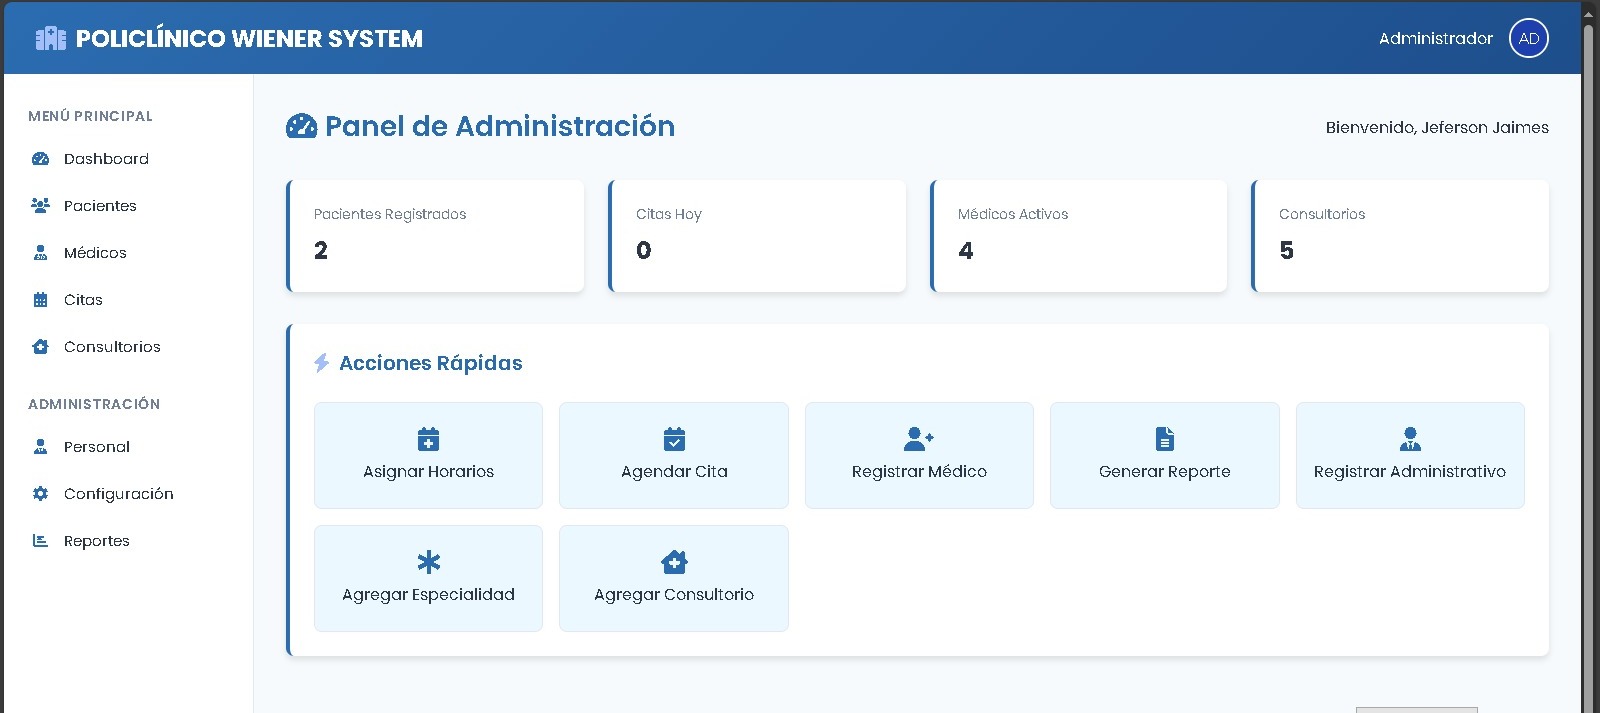 POLICLÍNICO WIENER SYSTEM
Administrador
AD
MENÚ PRINCIPAL
Dashboard
Pacientes
Médicos
Citas
Consultorios
ADMINISTRACIÓN
Personal
Configuración
Reportes
Panel de Administración
Bienvenido, Jeferson Jaimes
Pacientes Registrados
2
Citas Hoy
0
Médicos Activos
4
Consultorios
5
Acciones Rápidas
Asignar Horarios
Agendar Cita
Registrar Médico
Generar Reporte
Registrar Administrativo
Agregar Especialidad
Agregar Consultorio